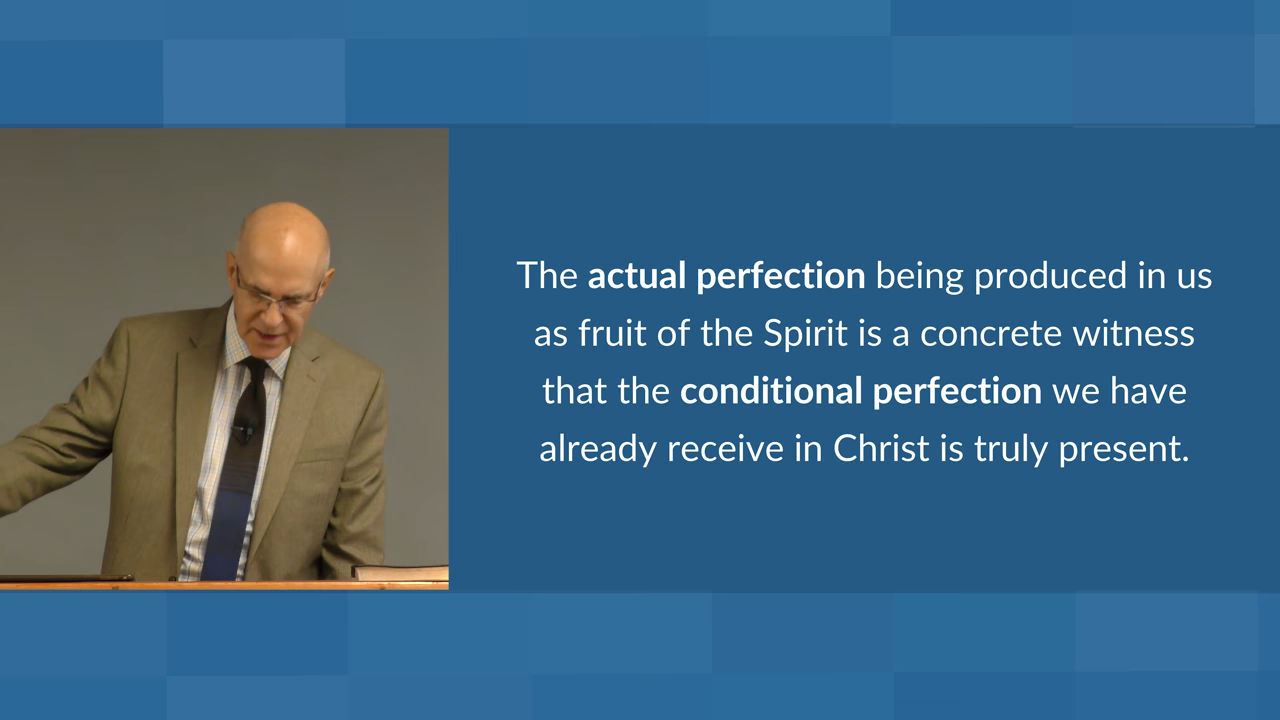 The actual perfection being produced in us
as fruit of the Spirit is a concrete witness
that the conditional perfection we have
already receive in Christ is truly present.